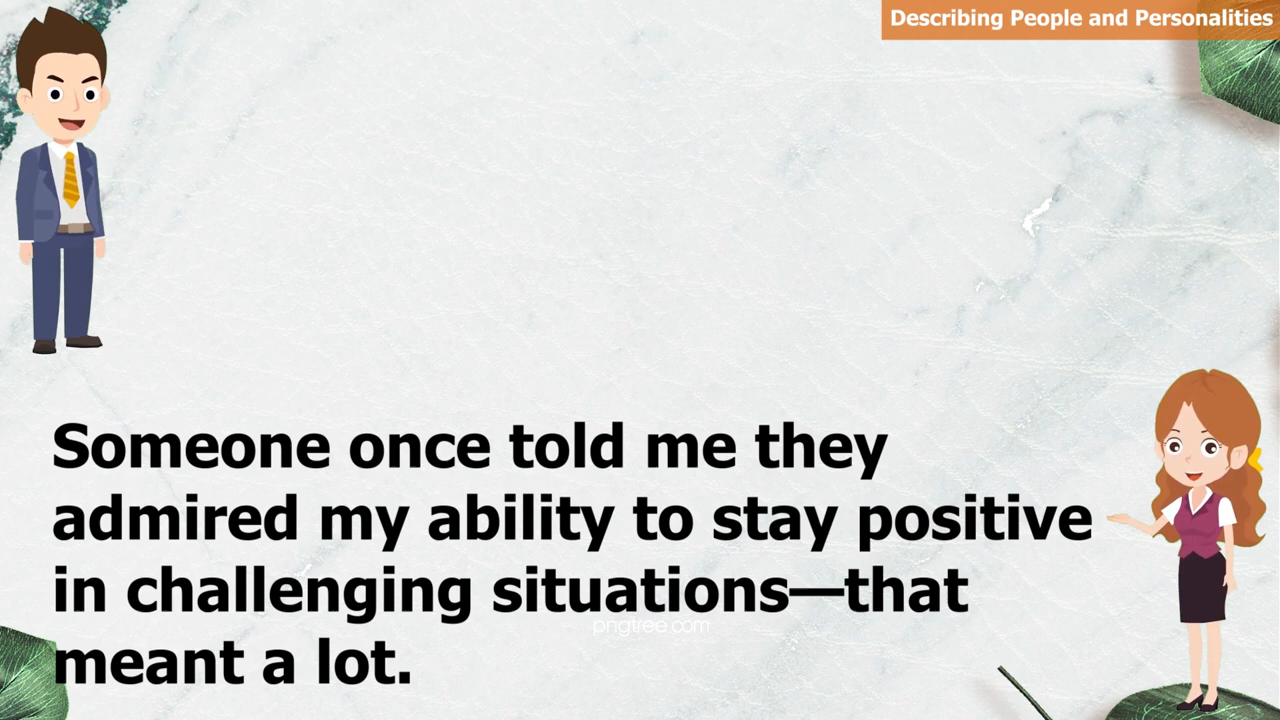 Describing People and Personalities
Someone once told me they
admired my ability to stay positive
in challenging situations—that
pngtree.com
meant a lot.